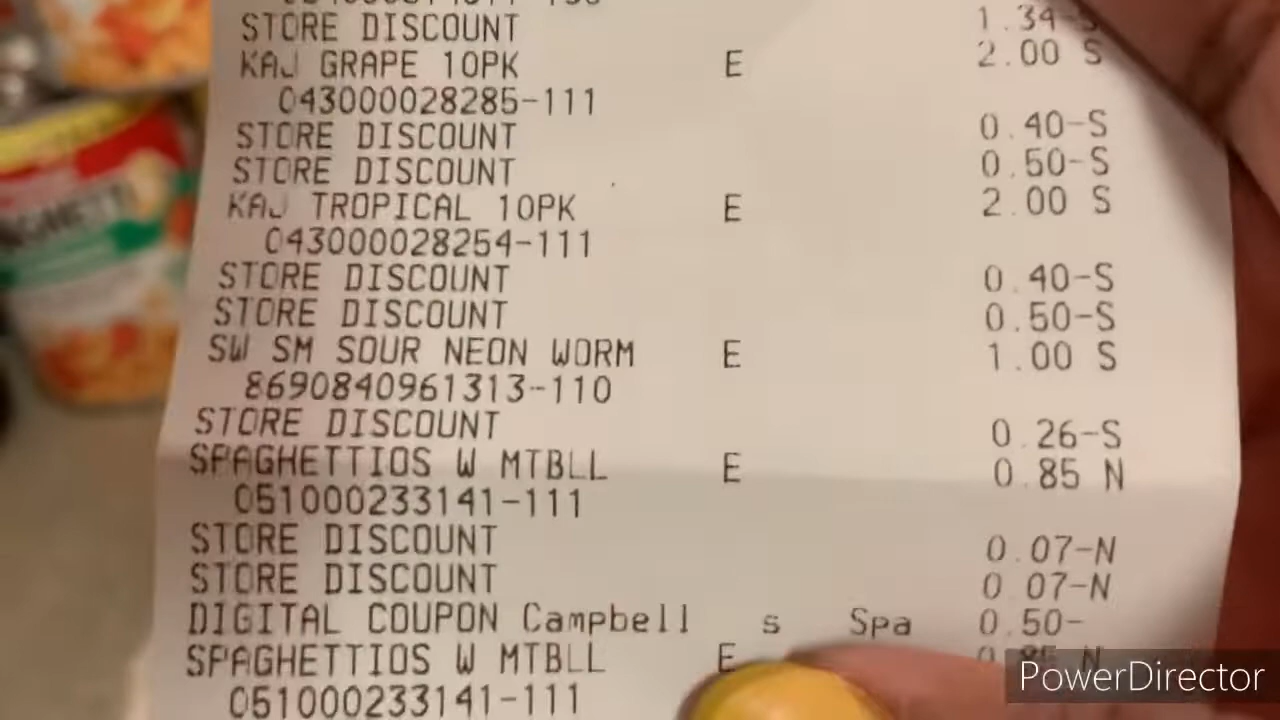 STORE DISCOUNT 1.34-S
KAJ GRAPE 10PK E 2.00 S
043000028285-111
STORE DISCOUNT 0.40-S
STORE DISCOUNT 0.50-S
KAJ TROPICAL 10PK E 2.00 S
043000028254-111
STORE DISCOUNT 0.40-S
STORE DISCOUNT 0.50-S
SW SM SOUR NEON WORM E 1.00 S
8690840961313-110
STORE DISCOUNT 0.26-S
SPAGHETTIOS W MTBLL E 0.85 N
051000233141-111
STORE DISCOUNT 0.07-N
STORE DISCOUNT 0.07-N
DIGITAL COUPON Campbell s Spa 0.50-
SPAGHETTIOS W MTBLL E
051000233141-111
PowerDirector